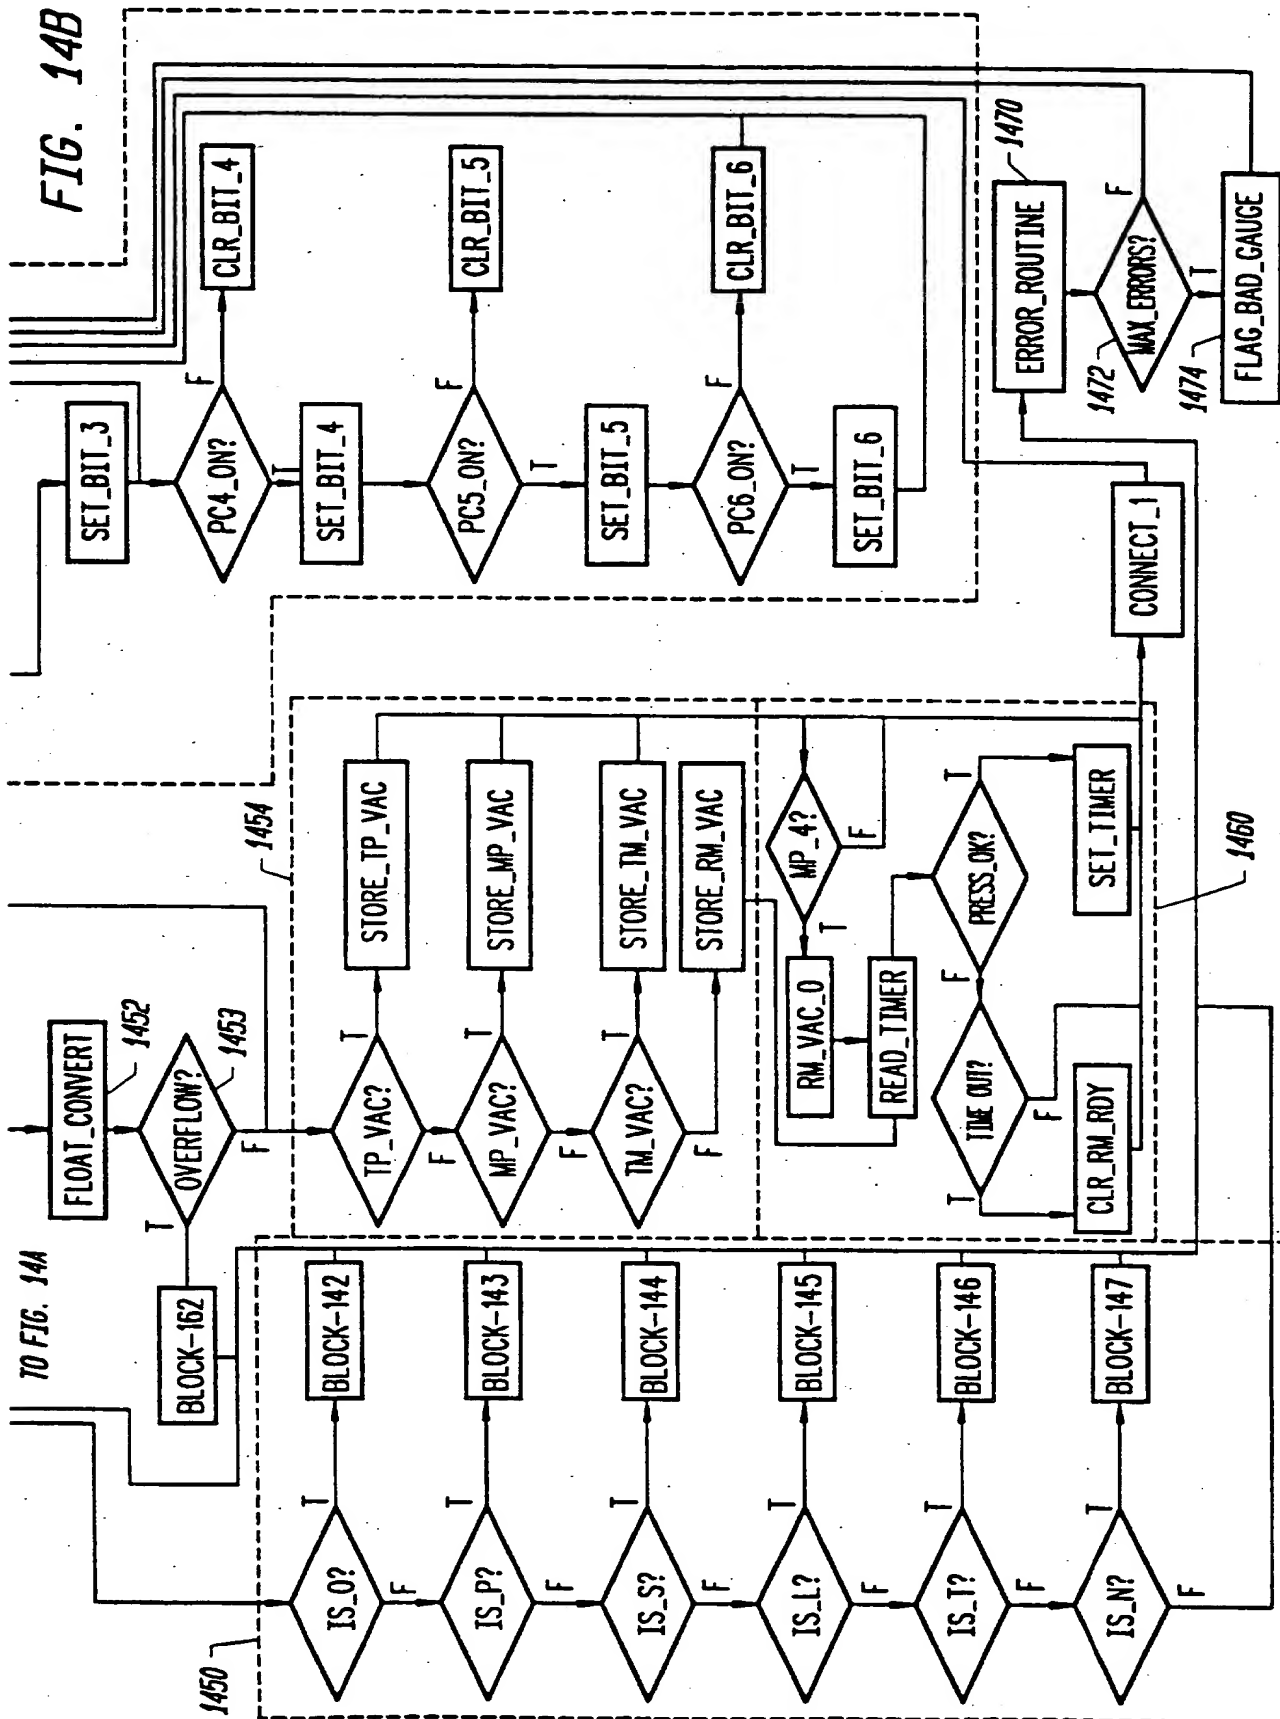 FIG. 14B
TO FIG. 14A
1450
IS_O?
T
F
BLOCK-142
IS_P?
T
F
BLOCK-143
IS_S?
T
F
BLOCK-144
IS_L?
T
F
BLOCK-145
IS_T?
T
F
BLOCK-146
IS_N?
T
F
BLOCK-147
BLOCK-162
FLOAT_CONVERT
1452
OVERFLOW?
1453
T
F
1454
TP_VAC?
T
F
STORE_TP_VAC
MP_VAC?
T
F
STORE_MP_VAC
TM_VAC?
T
F
STORE_TM_VAC
STORE_RM_VAC
MP_4?
T
F
RM_VAC_0
READ_TIMER
PRESS_OK?
T
F
TIME OUT?
T
F
SET_TIMER
CLR_RM_RDY
1460
SET_BIT_3
PC4_ON?
F
T
CLR_BIT_4
SET_BIT_4
PC5_ON?
F
T
CLR_BIT_5
SET_BIT_5
PC6_ON?
F
T
CLR_BIT_6
SET_BIT_6
CONNECT_1
ERROR_ROUTINE
1470
MAX_ERRORS?
1472
F
T
FLAG_BAD_GAUGE
1474